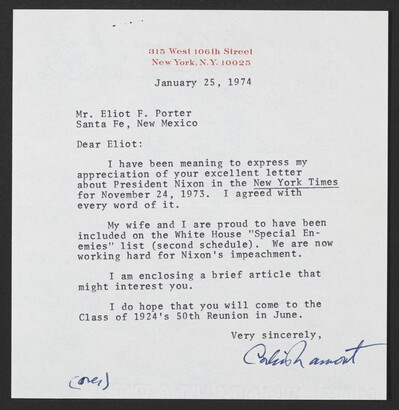 315 West 106th Street
New York, N.Y. 10025
January 25, 1974
Mr. Eliot F. Porter
Santa Fe, New Mexico
Dear Eliot:
I have been meaning to express my
appreciation of your excellent letter
about President Nixon in the New York Times
for November 24, 1973.  I agreed with
every word of it.
My wife and I are proud to have been
included on the White House "Special En-
emies" list (second schedule).  We are now
working hard for Nixon's impeachment.
I am enclosing a brief article that
might interest you.
I do hope that you will come to the
Class of 1924's 50th Reunion in June.
Very sincerely,
Corliss Lamont
(over)